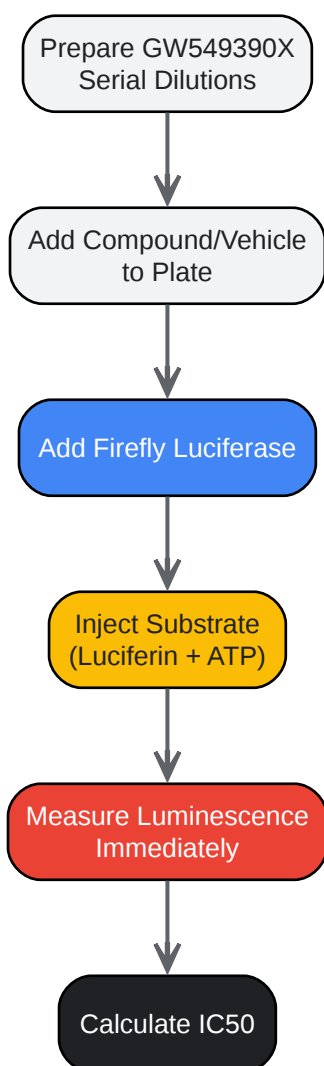 Prepare GW549390X
Serial Dilutions
Add Compound/Vehicle
to Plate
Add Firefly Luciferase
Inject Substrate
(Luciferin + ATP)
Measure Luminescence
Immediately
Calculate IC50